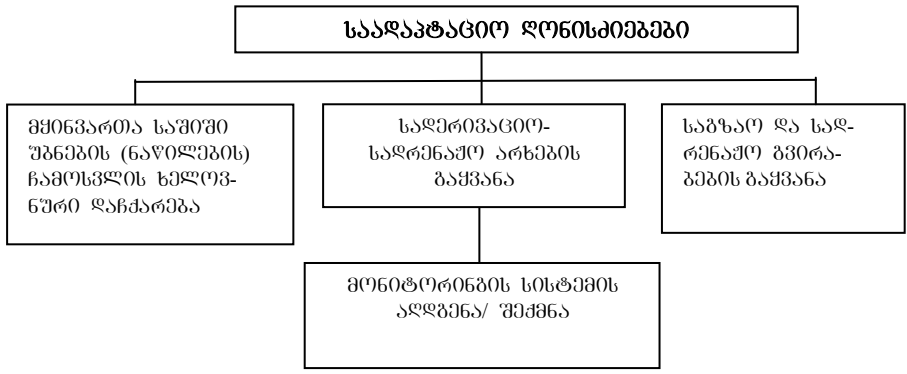 საადაპტაციო ღონისძიებები
მყინვართა საშიში
უბნების (ნაწილების)
ჩამოსვლის ხელოვ-
ნური დაჩქარება
სადერივაციო-
სადრენაჟო არხების
გაყვანა
საგზაო და სად-
რენაჟო გვირა-
ბების გაყვანა
მონიტორინგის სისტემის
აღდგენა/ შექმნა